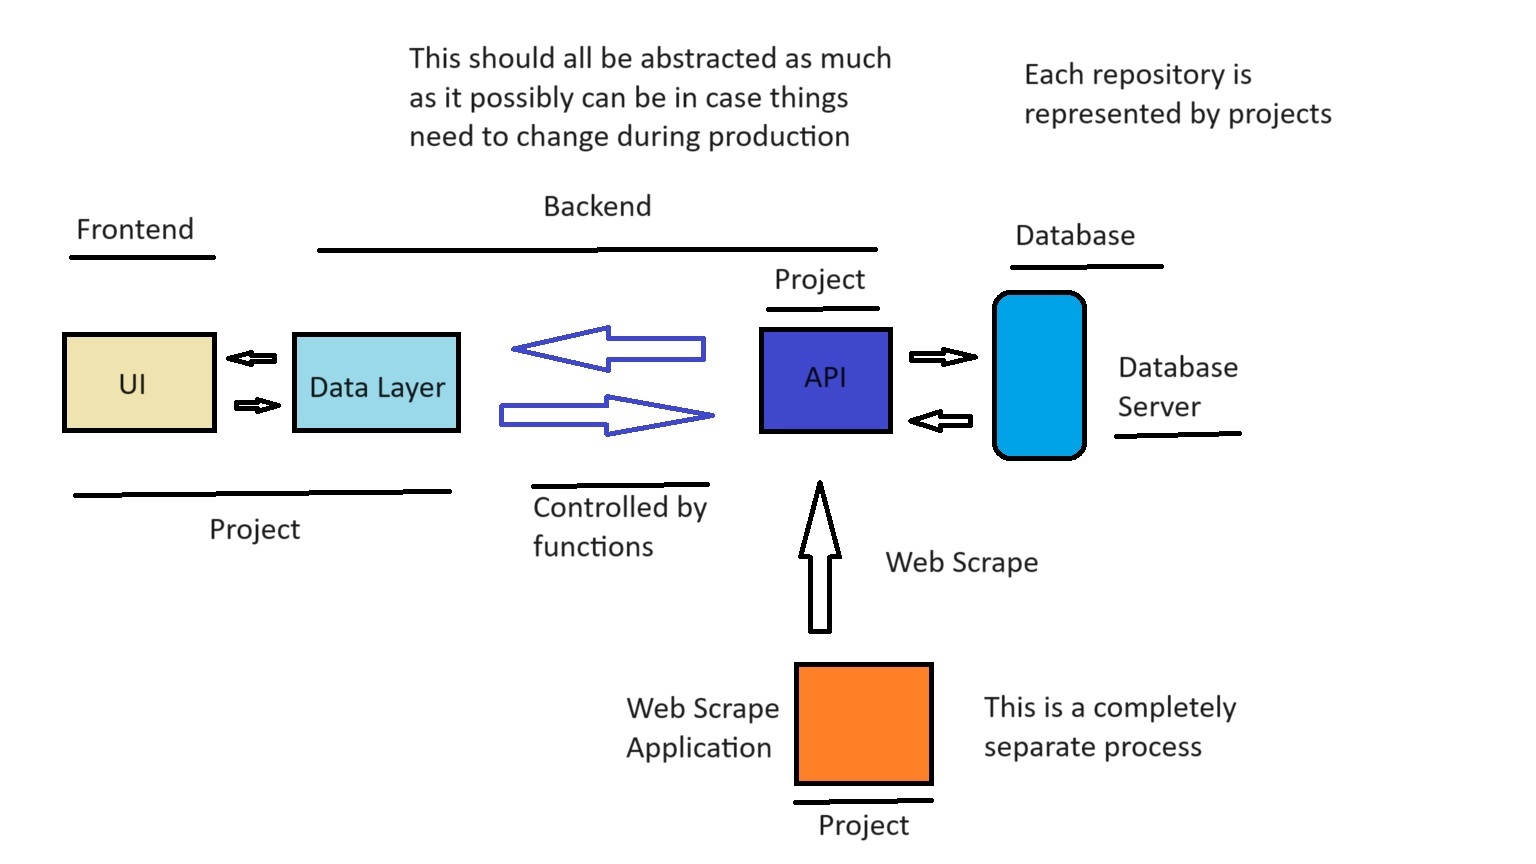 This should all be abstracted as much
as it possibly can be in case things
need to change during production
Each repository is
represented by projects
Backend
Frontend
Database
Project
UI
Data Layer
API
Database
Server
Project
Controlled by
functions
Web Scrape
Web Scrape
Application
This is a completely
separate process
Project